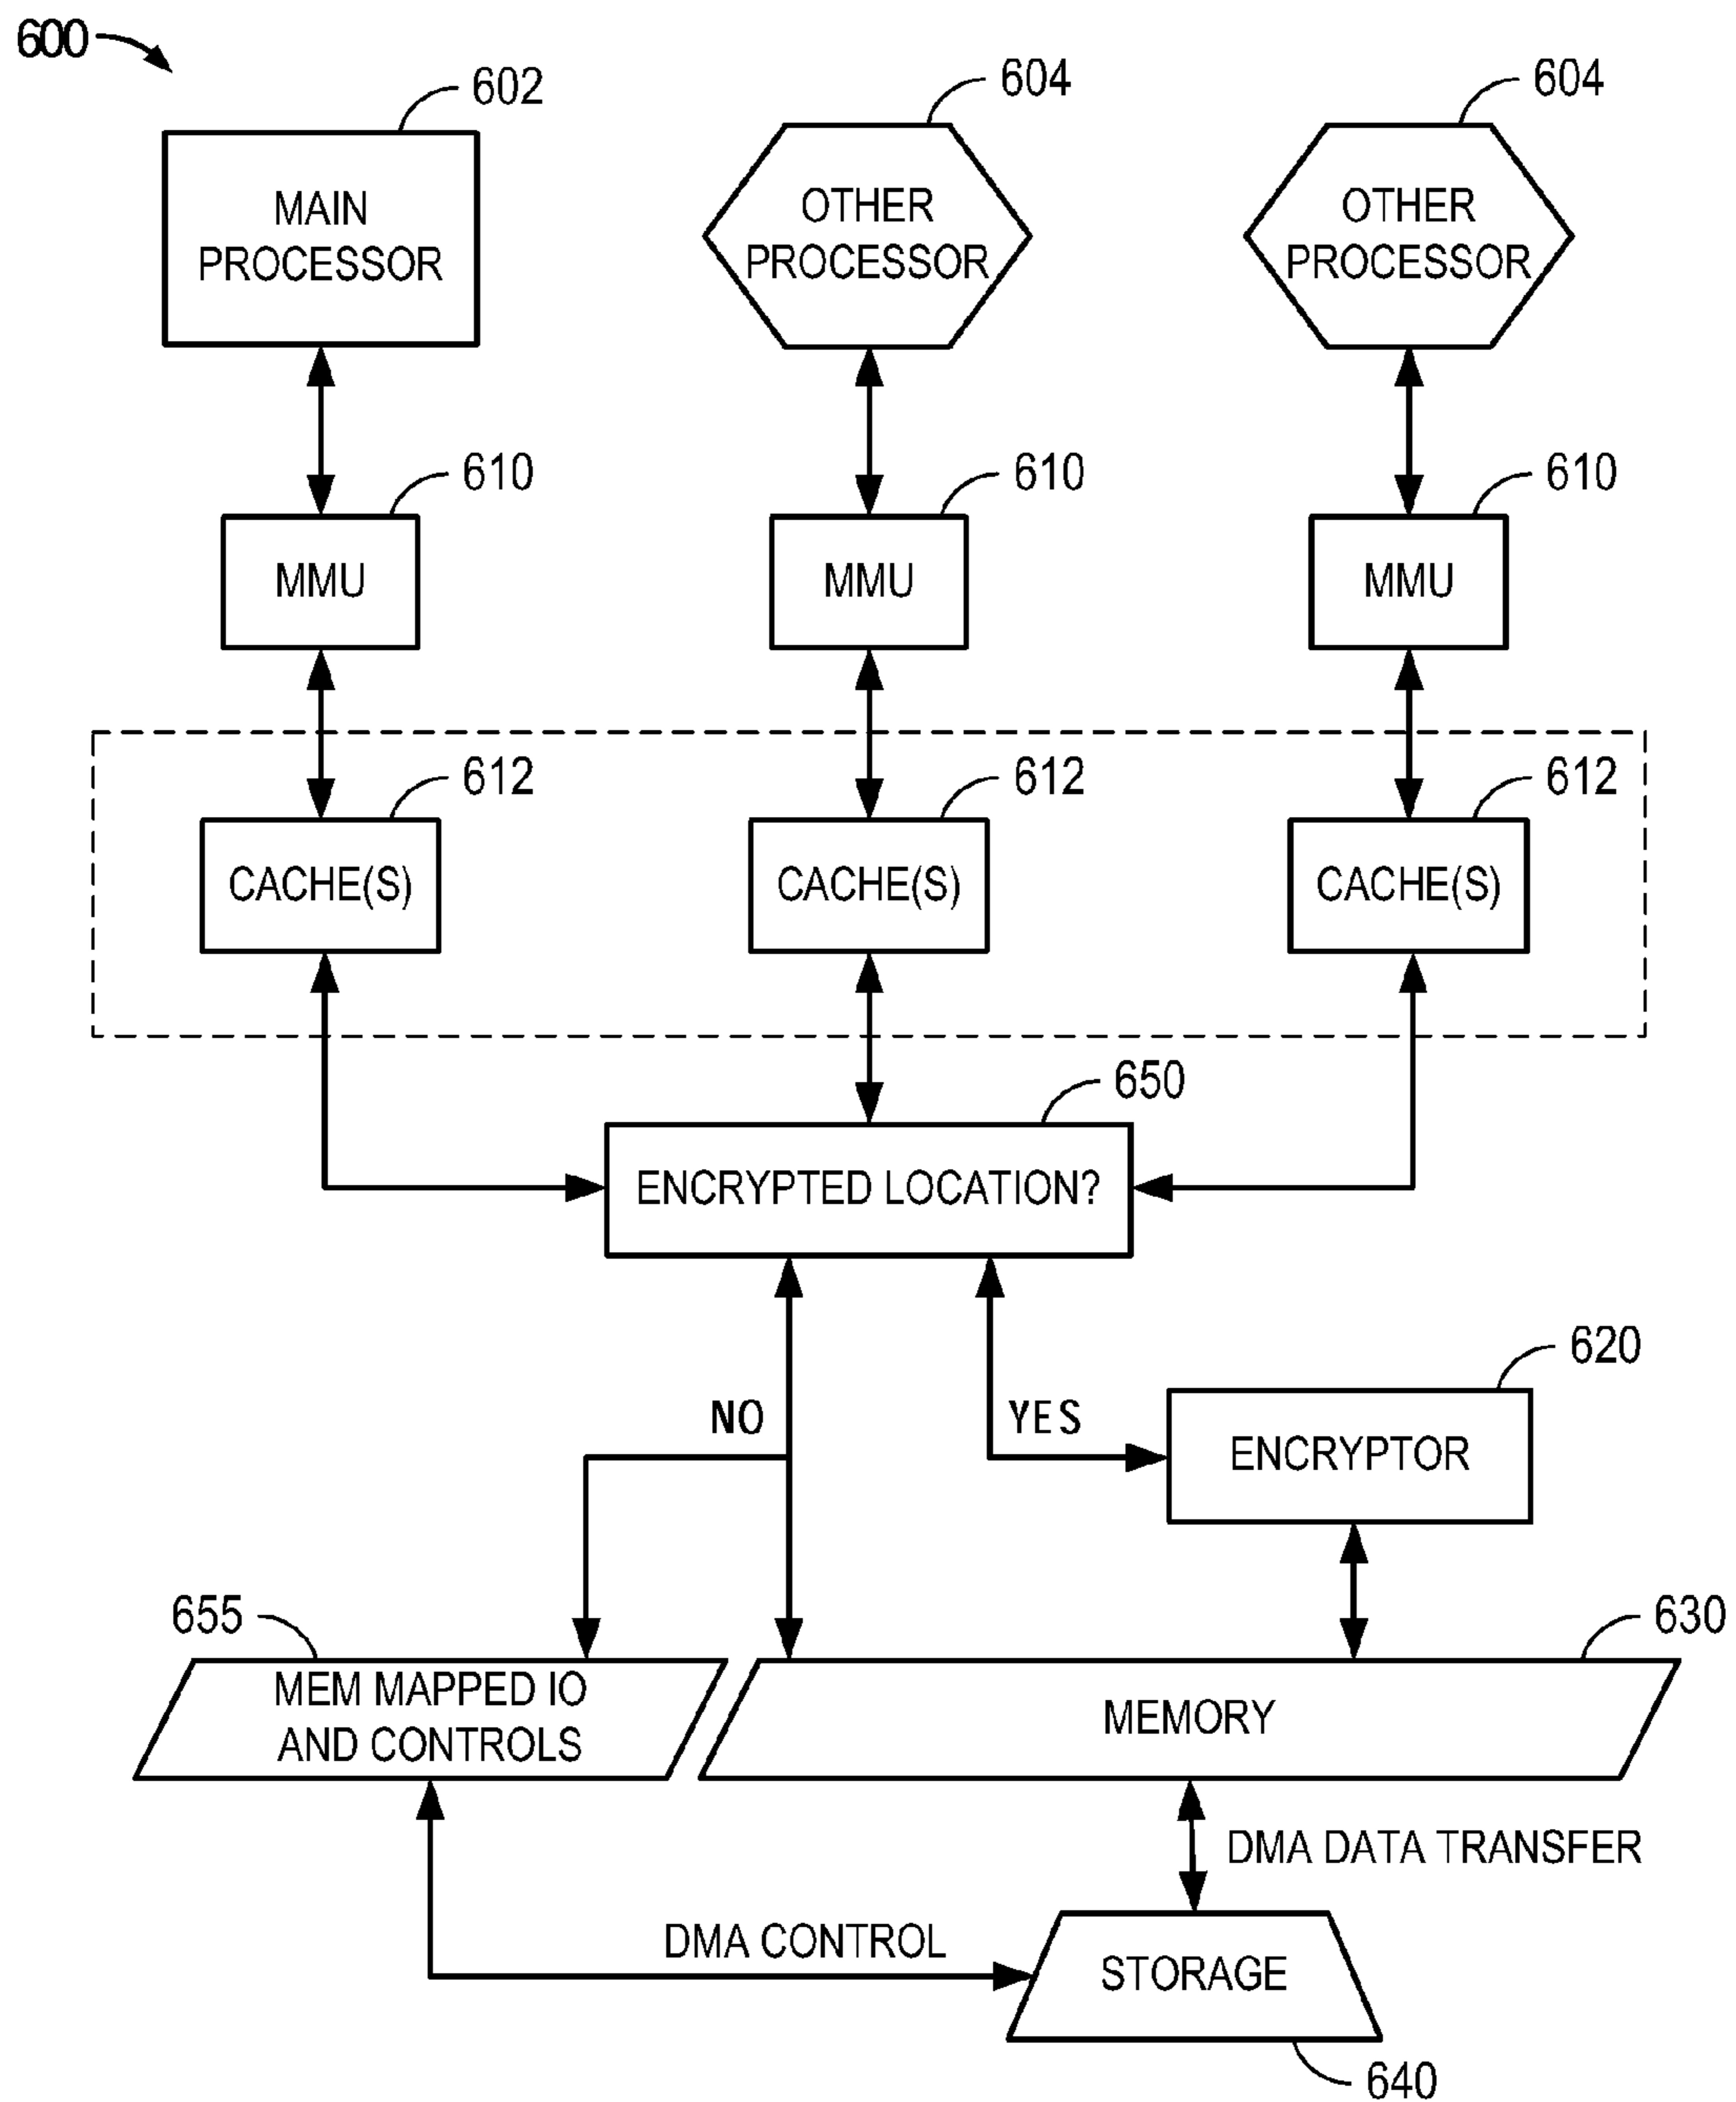 600
602
604
604
MAIN
PROCESSOR
OTHER
PROCESSOR
OTHER
PROCESSOR
610
610
610
MMU
MMU
MMU
612
612
612
CACHE(S)
CACHE(S)
CACHE(S)
650
ENCRYPTED LOCATION?
620
NO
YES
ENCRYPTOR
655
630
MEM MAPPED IO
AND CONTROLS
MEMORY
DMA DATA TRANSFER
DMA CONTROL
STORAGE
640